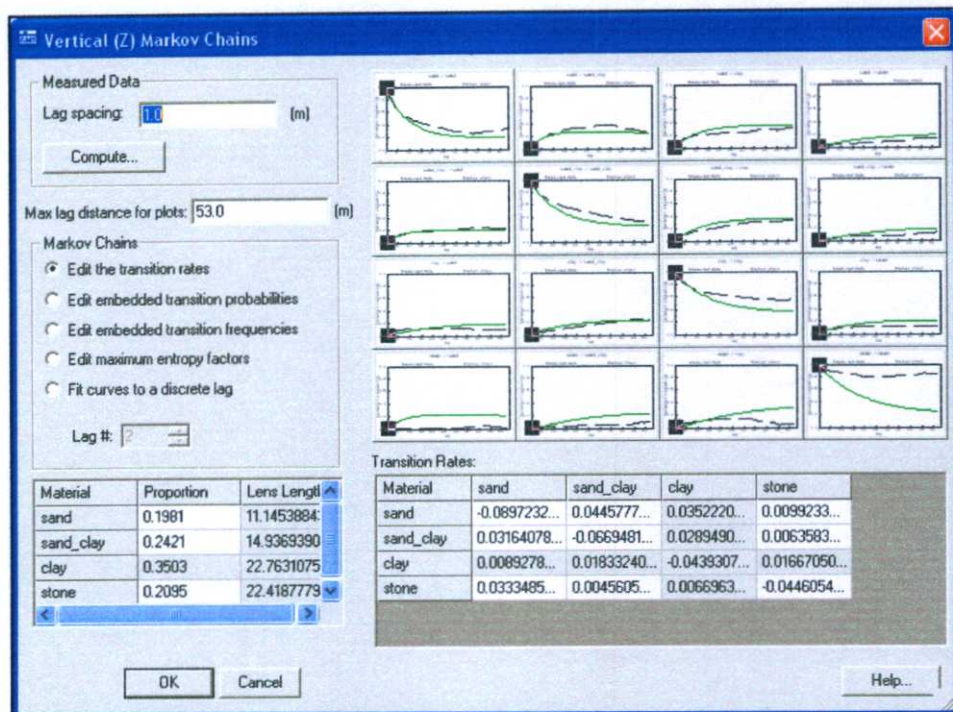 Vertical (Z) Markov Chains
Measured Data
Lag spacing: 1.0 (m)
Compute...
Max lag distance for plots: 53.0 (m)
Markov Chains
Edit the transition rates
Edit embedded transition probabilities
Edit embedded transition frequencies
Edit maximum entropy factors
Fit curves to a discrete lag
Lag #: 2
Material Proportion Lens Lengtl
sand 0.1981 11.1453884
sand_clay 0.2421 14.9369390
clay 0.3503 22.7631075
stone 0.2095 22.4187779
Transition Rates:
Material sand sand_clay clay stone
sand -0.0897232... 0.0445777... 0.0352220... 0.0099233...
sand_clay 0.03164078... -0.0669481... 0.0289490... 0.0063583...
clay 0.0089278... 0.01833240... -0.0439307... 0.01667050...
stone 0.0333485... 0.0045605... 0.0066963... -0.0446054...
OK
Cancel
Help...